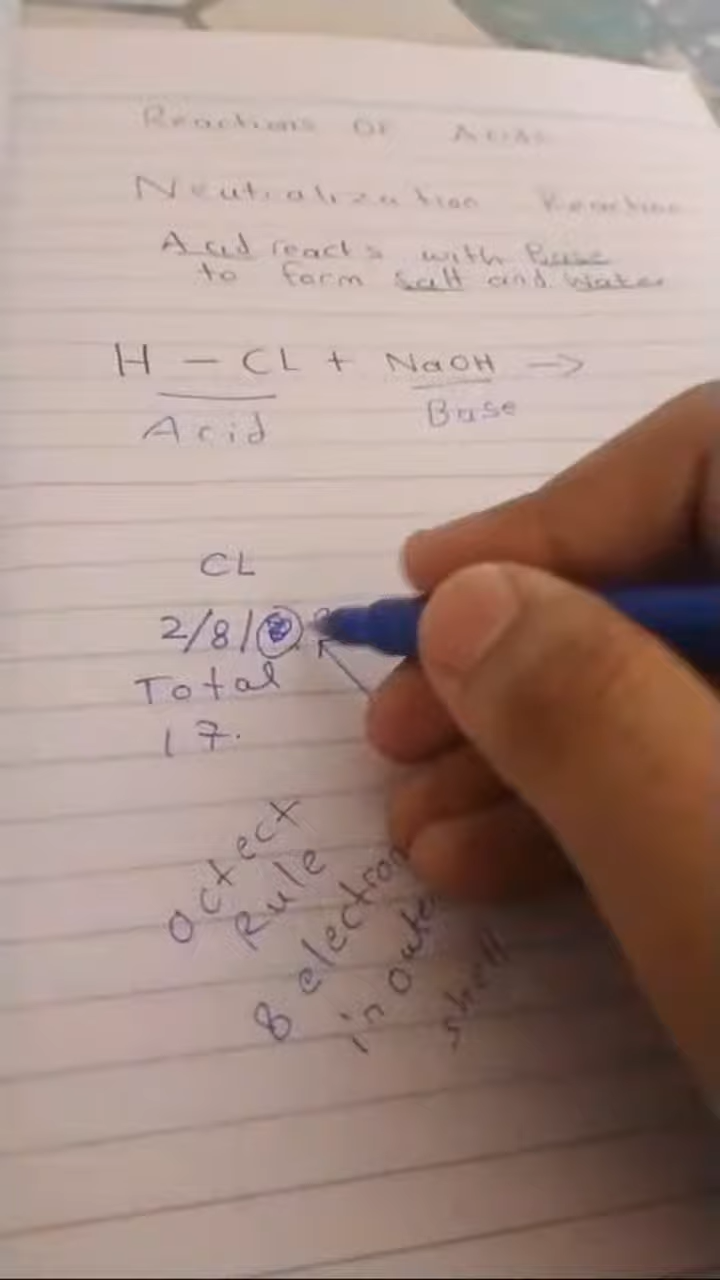 Reactions OF Acids
Neutralization Reaction
Acid reacts with Base
to form salt and water
H — CL + NaOH →
Acid Base
CL
2/8/
Total
17.
Octect
Rule
8 electron
in outer
shell